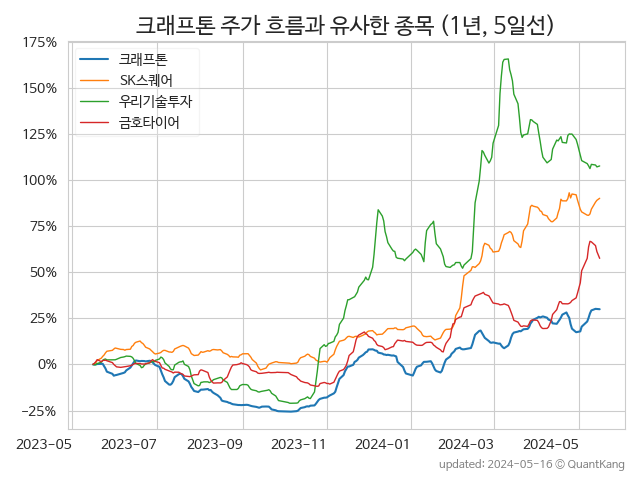 크래프톤 주가 흐름과 유사한 종목 (1년, 5일선)
175%
150%
125%
100%
75%
50%
25%
0%
−25%
크래프톤
SK스퀘어
우리기술투자
금호타이어
2023-05 2023-07 2023-09 2023-11 2024-01 2024-03 2024-05
updated: 2024-05-16 © QuantKang